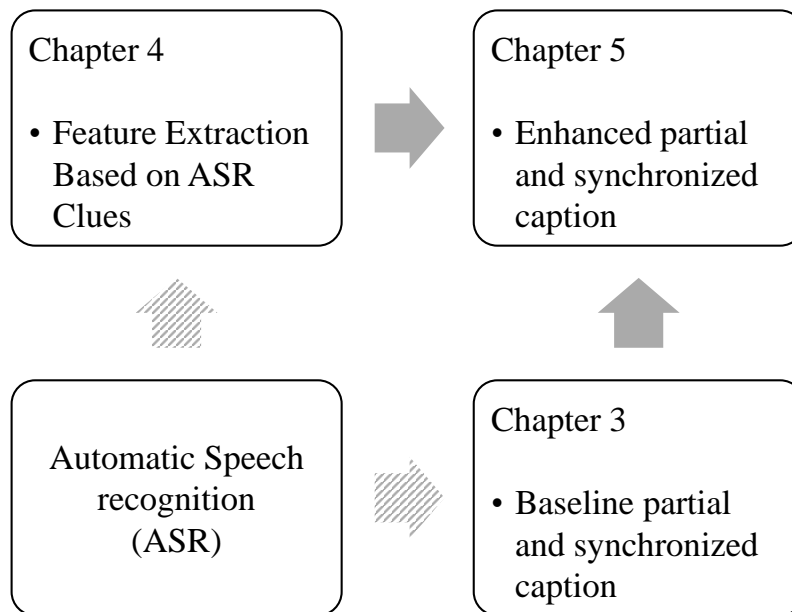 Chapter 4
• Feature Extraction
Based on ASR
Clues
Chapter 5
• Enhanced partial
and synchronized
caption
Automatic Speech
recognition
(ASR)
Chapter 3
• Baseline partial
and synchronized
caption